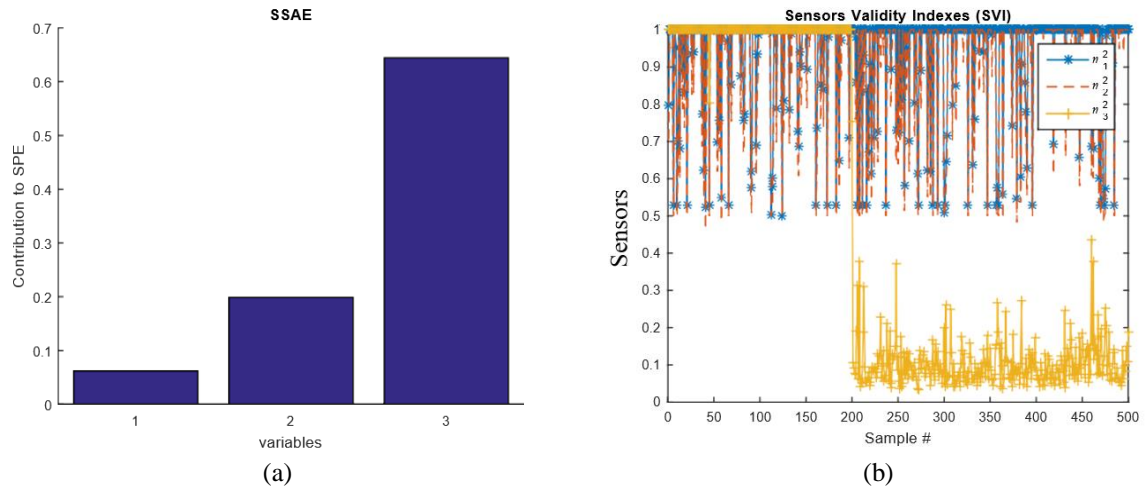 SSAE
0.7
0.6
0.5
0.4
0.3
0.2
0.1
0
Contribution to SPE
1 2 3
variables
(a)
Sensors Validity Indexes (SVI)
1
0.9
0.8
0.7
0.6
0.5
0.4
0.3
0.2
0.1
0
Sensors
η²₁
η²₂
η²₃
0 50 100 150 200 250 300 350 400 450 500
Sample #
(b)